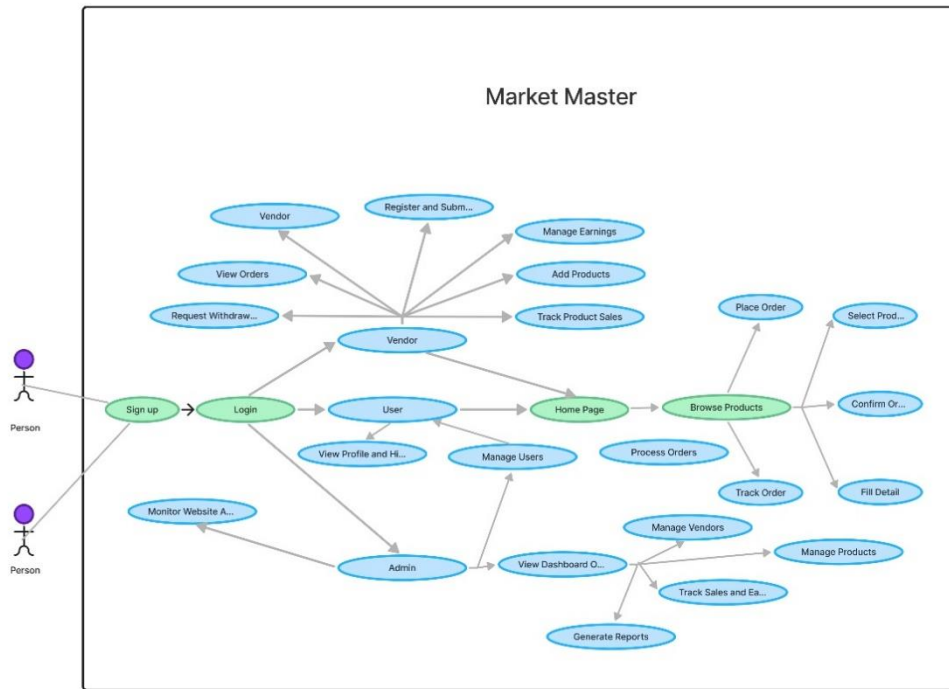 Market Master
Vendor
Register and Subm...
Manage Earnings
View Orders
Add Products
Request Withdraw...
Track Product Sales
Place Order
Select Prod...
Vendor
Person
Sign up
Login
User
Home Page
Browse Products
Confirm Or...
View Profile and Hi...
Manage Users
Process Orders
Track Order
Fill Detail
Person
Monitor Website A...
Admin
View Dashboard O...
Manage Vendors
Manage Products
Track Sales and Ea...
Generate Reports